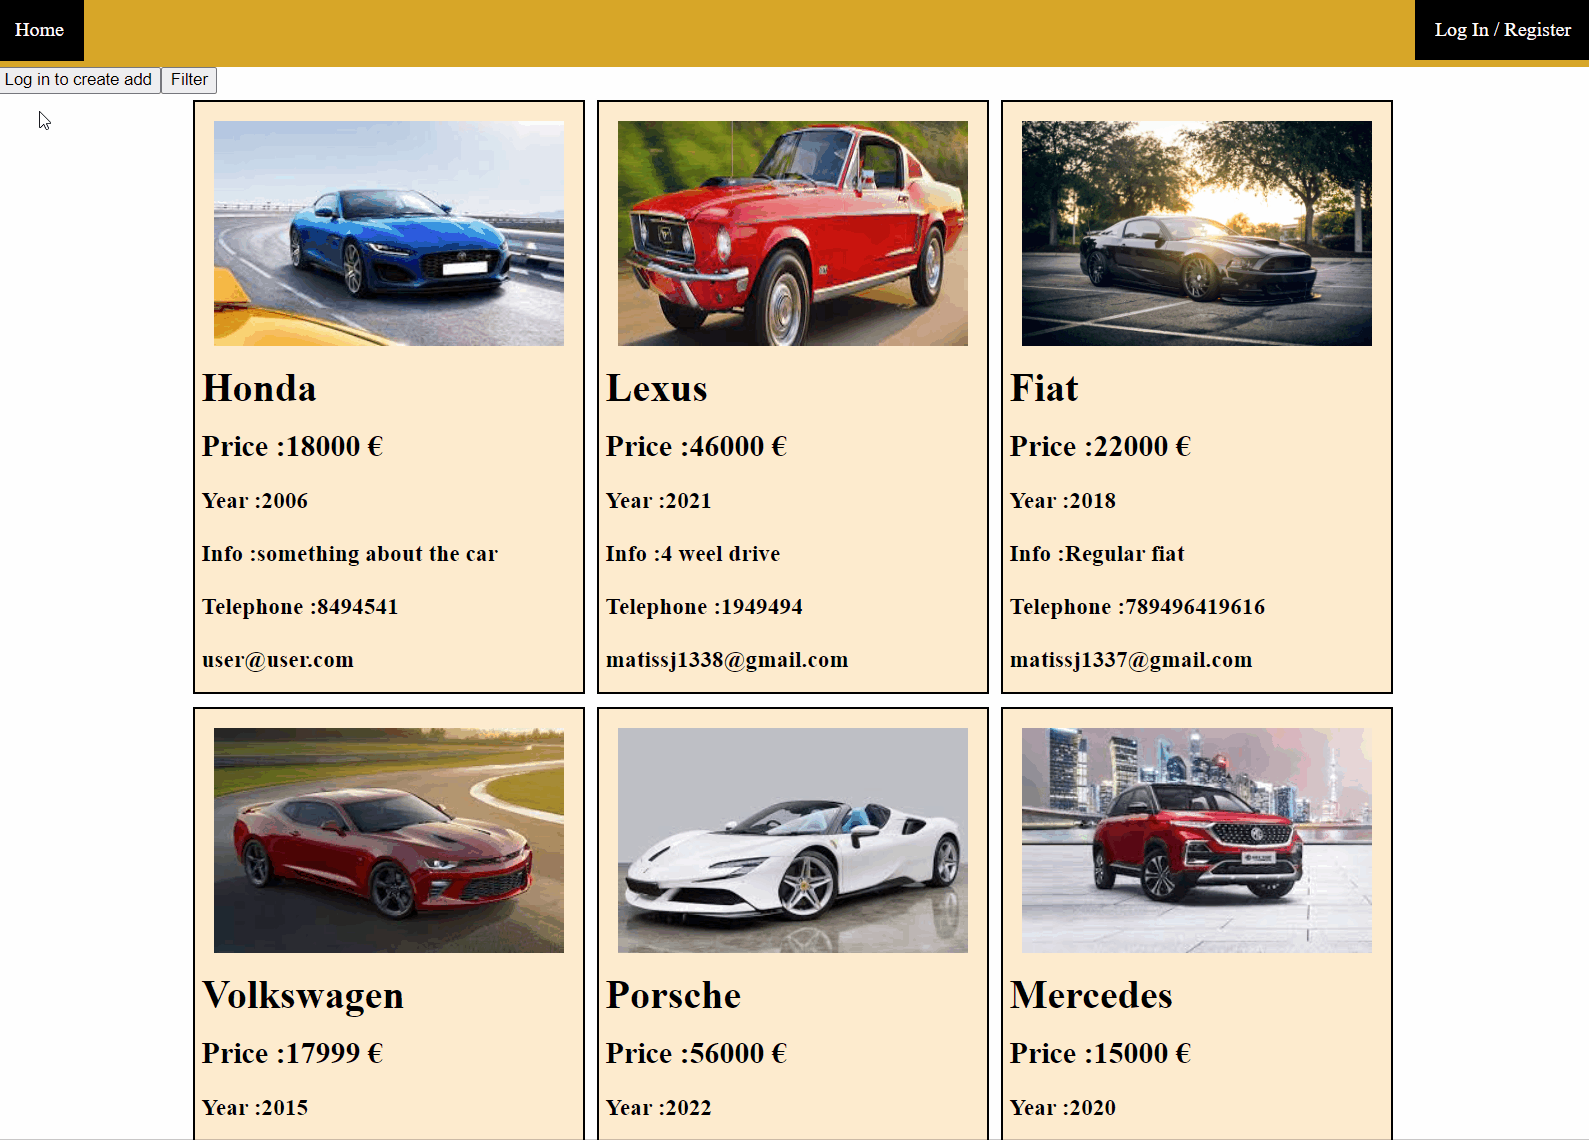 Home
Log In / Register
Log in to create add
Filter
Honda
Price :18000 €
Year :2006
Info :something about the car
Telephone :8494541
user@user.com
Lexus
Price :46000 €
Year :2021
Info :4 weel drive
Telephone :1949494
matissj1338@gmail.com
Fiat
Price :22000 €
Year :2018
Info :Regular fiat
Telephone :789496419616
matissj1337@gmail.com
Volkswagen
Price :17999 €
Year :2015
Porsche
Price :56000 €
Year :2022
Mercedes
Price :15000 €
Year :2020